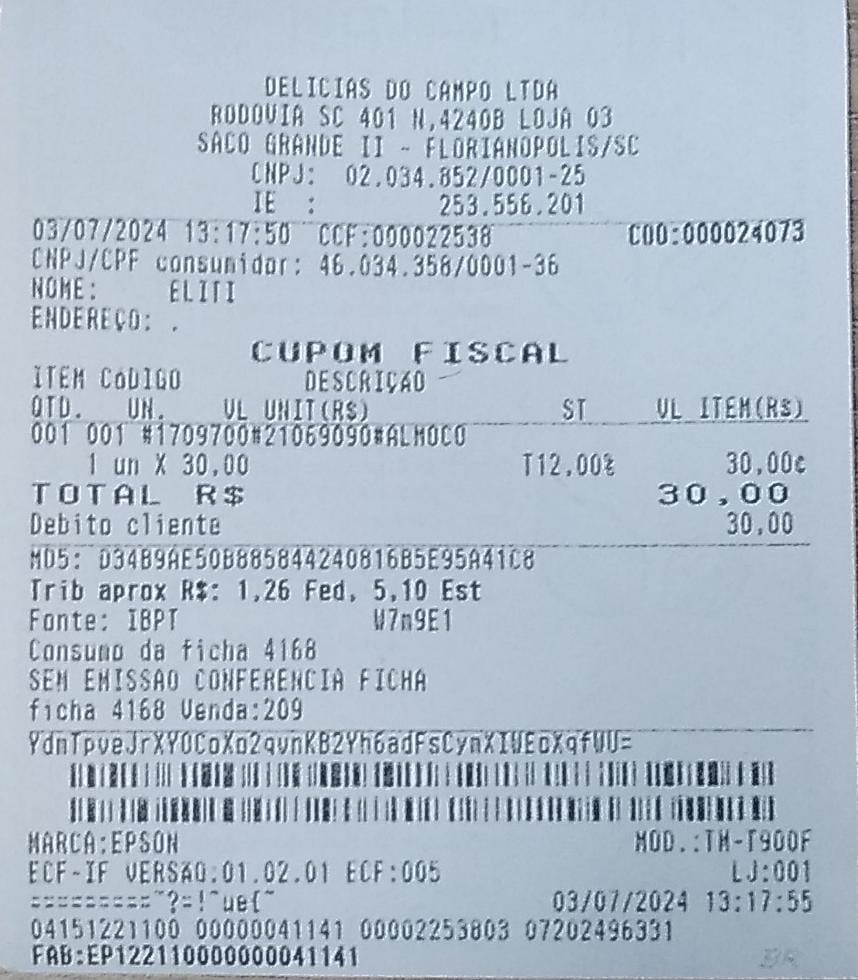 DELICIAS DO CAMPO LTDA
RODOVIA SC 401 N,4240B LOJA 03
SACO GRANDE II - FLORIANOPOLIS/SC
CNPJ: 02.034.852/0001-25
IE : 253.556.201
03/07/2024 13:17:50 CCF:000022538 COO:000024073
CNPJ/CPF consumidor: 46.034.358/0001-36
NOME: ELITI
ENDEREÇO: .
CUPOM FISCAL
ITEM CóDIGO DESCRIÇÃO
QTD. UN. VL UNIT(R$) ST VL ITEM(R$)
001 001 #1709700#21069090#ALMOCO
1 un X 30,00 T12,00% 30,00¢
TOTAL R$ 30,00
Debito cliente 30,00
MD5: D34B9AE50B885844240816B5E95A41C8
Trib aprox R$: 1,26 Fed, 5,10 Est
Fonte: IBPT W7m9E1
Consumo da ficha 4168
SEM EMISSAO CONFERENCIA FICHA
ficha 4168 Venda:209
MARCA:EPSON MOD.:TM-T900F
ECF-IF VERSÃO:01.02.01 ECF:005 LJ:001
03/07/2024 13:17:55
04151221100 00000041141 00002253803 07202496331
FAB:EP122110000000041141
BR